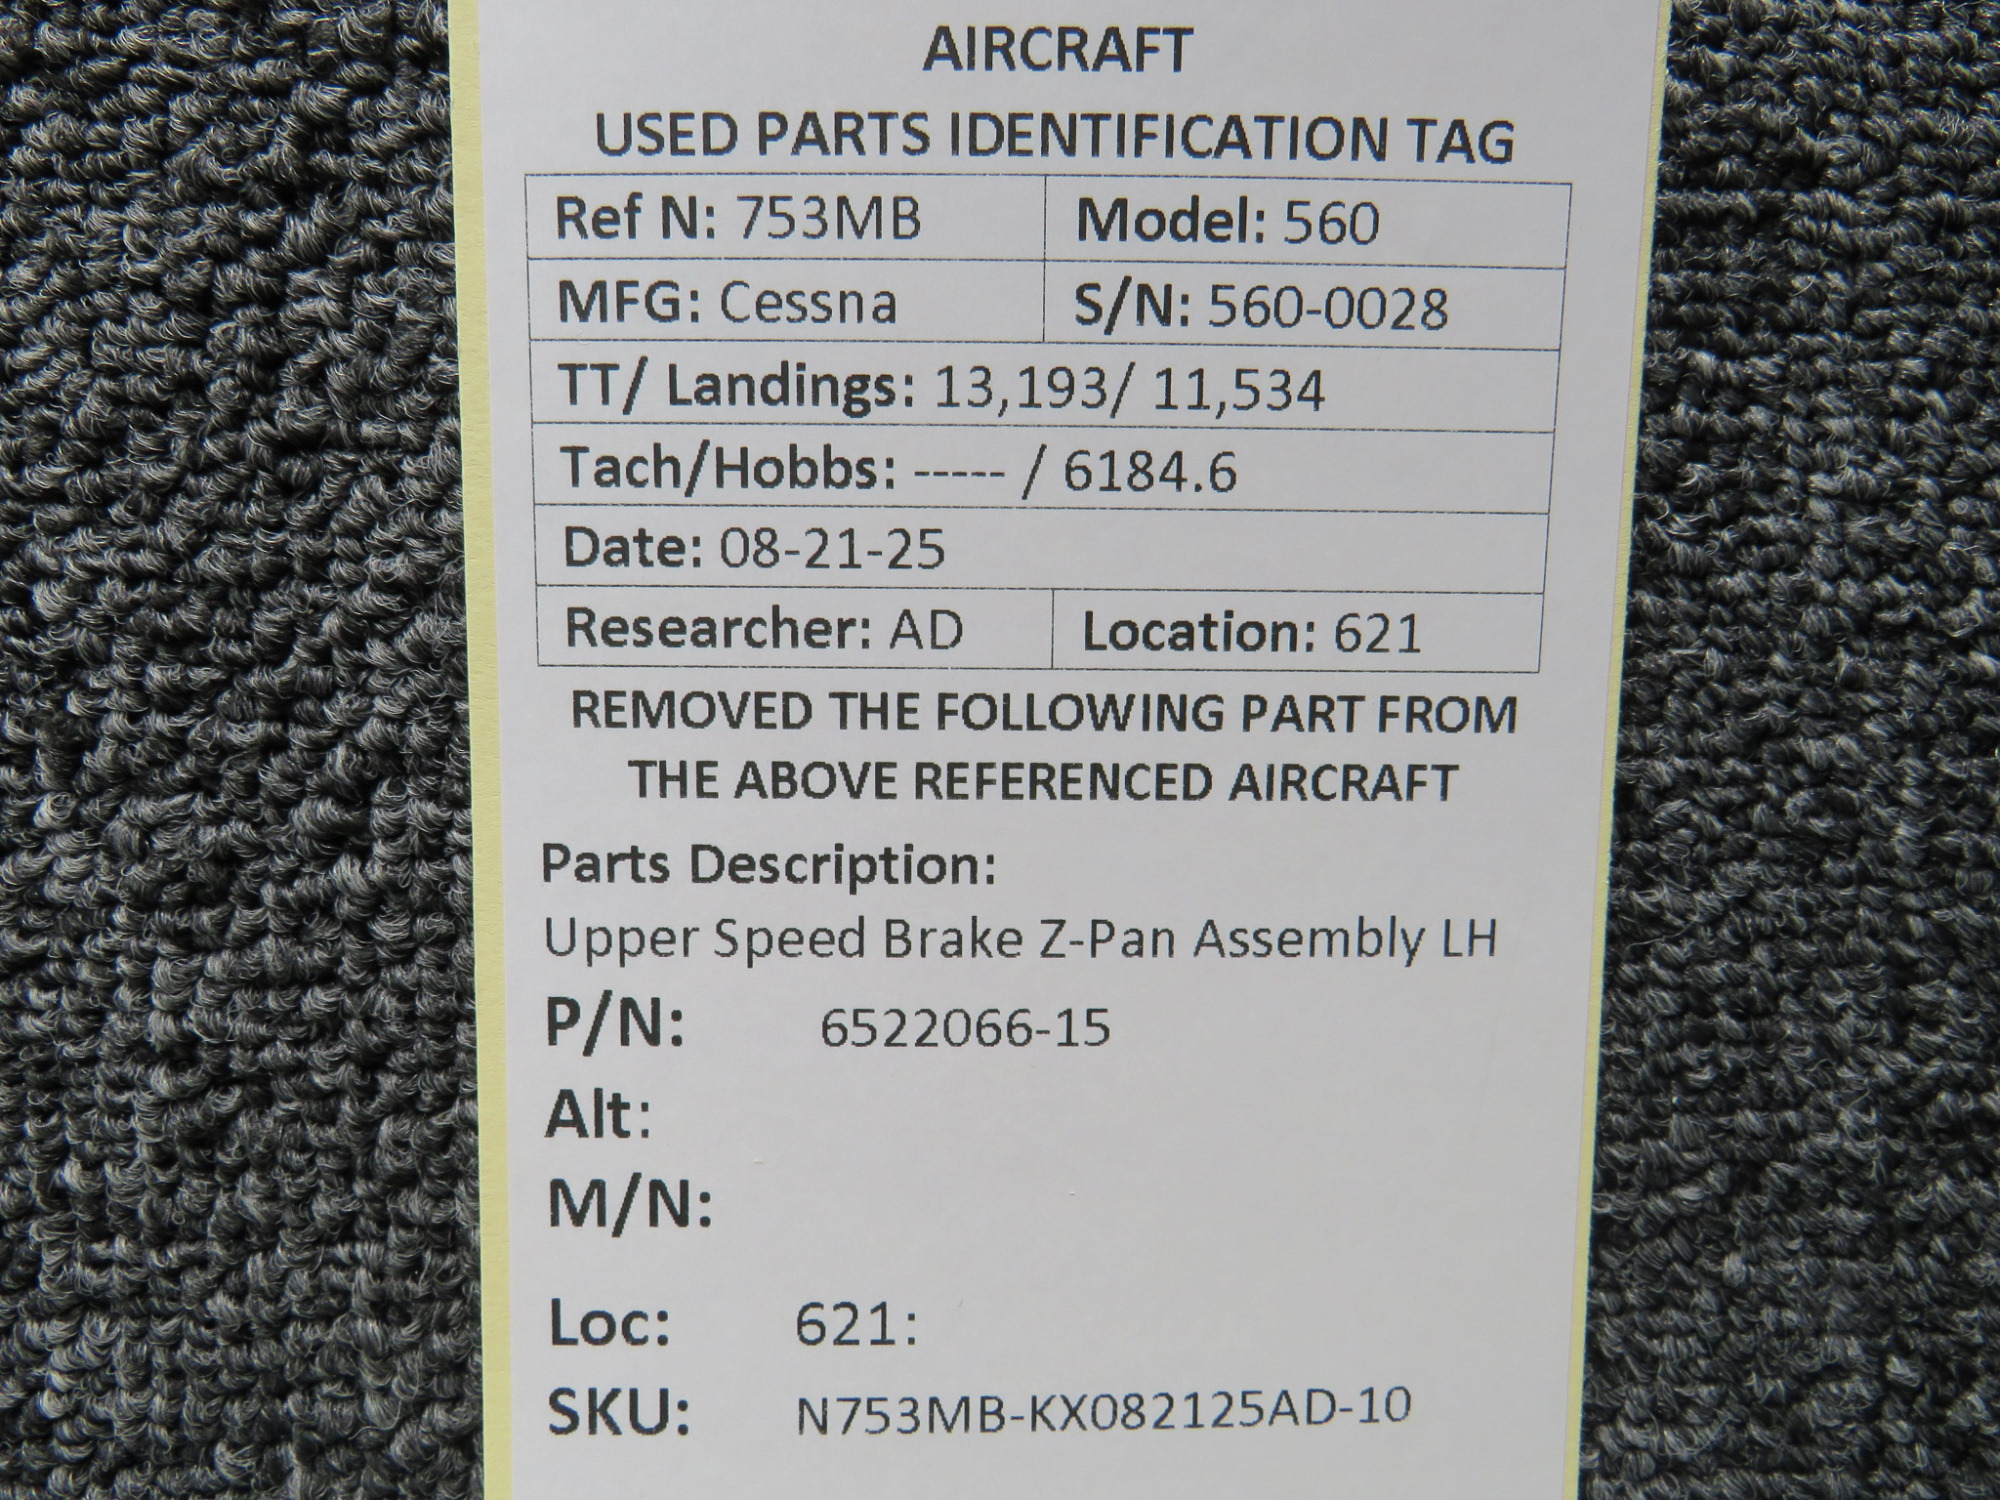 AIRCRAFT
USED PARTS IDENTIFICATION TAG
Ref N: 753MB Model: 560
MFG: Cessna S/N: 560-0028
TT/ Landings: 13,193/ 11,534
Tach/Hobbs: ----- / 6184.6
Date: 08-21-25
Researcher: AD Location: 621
REMOVED THE FOLLOWING PART FROM
THE ABOVE REFERENCED AIRCRAFT
Parts Description:
Upper Speed Brake Z-Pan Assembly LH
P/N: 6522066-15
Alt:
M/N:
Loc: 621:
SKU: N753MB-KX082125AD-10